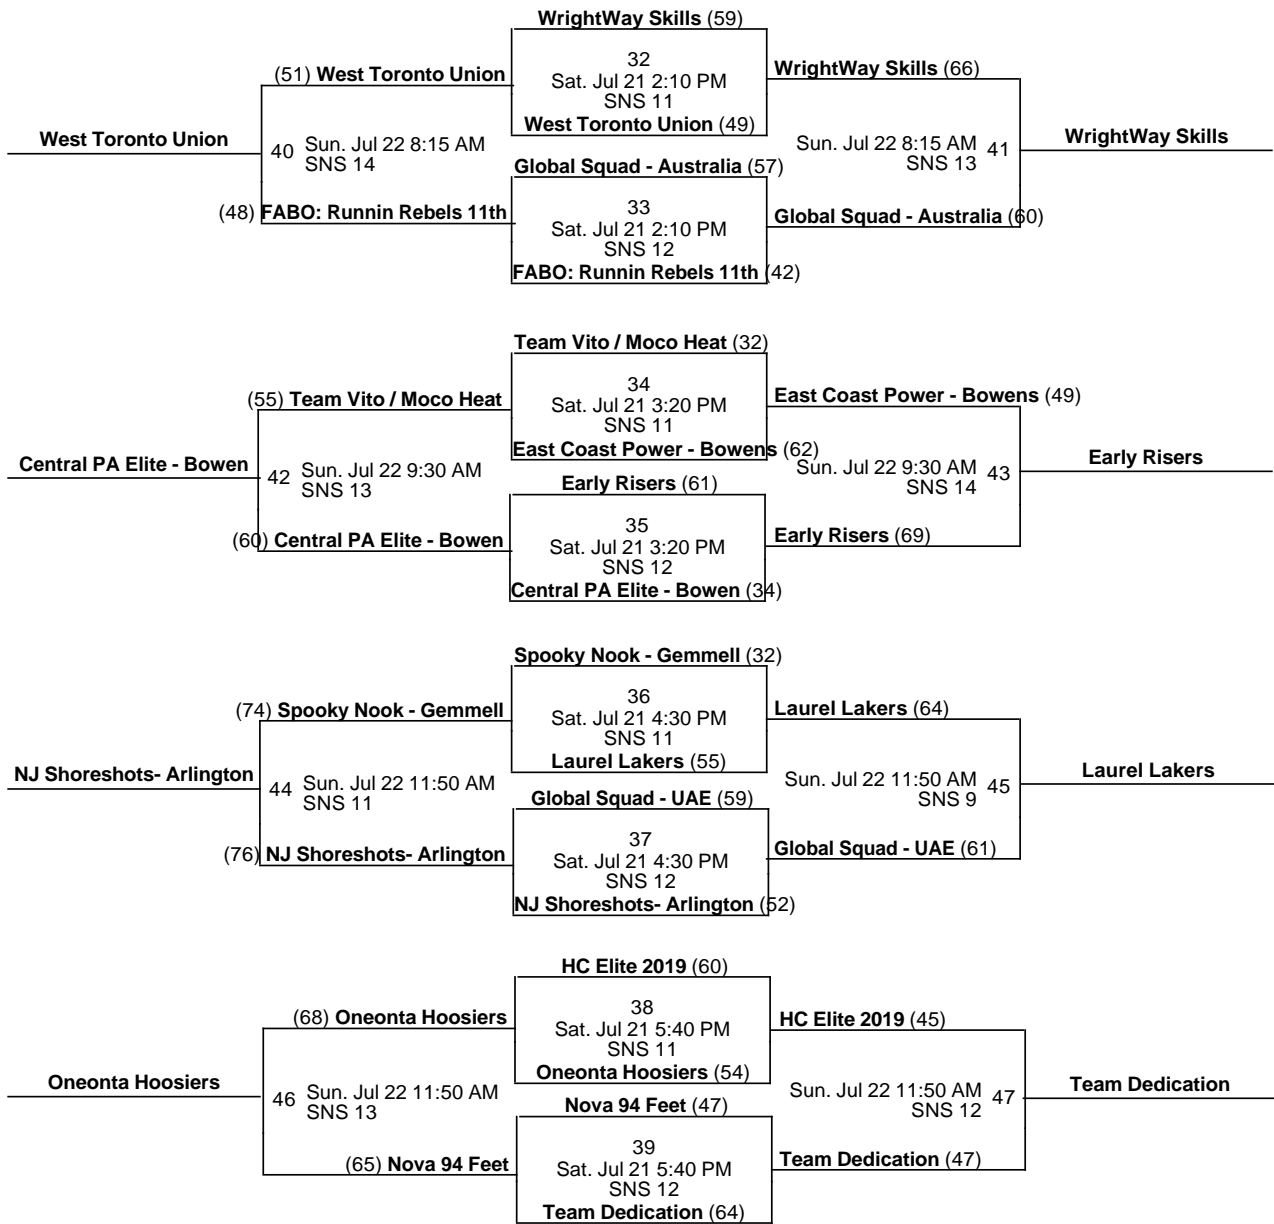 WrightWay Skills (59)
32
Sat. Jul 21 2:10 PM
SNS 11
(51) West Toronto Union
WrightWay Skills (66)
West Toronto Union (49)
West Toronto Union
40 Sun. Jul 22 8:15 AM
SNS 14
Sun. Jul 22 8:15 AM 41
SNS 13
WrightWay Skills
Global Squad - Australia (57)
(48) FABO: Runnin Rebels 11th
33
Sat. Jul 21 2:10 PM
SNS 12
Global Squad - Australia (60)
FABO: Runnin Rebels 11th (42)
Team Vito / Moco Heat (32)
34
Sat. Jul 21 3:20 PM
SNS 11
(55) Team Vito / Moco Heat
East Coast Power - Bowens (49)
East Coast Power - Bowens (62)
Central PA Elite - Bowen
42 Sun. Jul 22 9:30 AM
SNS 13
Sun. Jul 22 9:30 AM 43
SNS 14
Early Risers
Early Risers (61)
35
Sat. Jul 21 3:20 PM
SNS 12
(60) Central PA Elite - Bowen
Early Risers (69)
Central PA Elite - Bowen (34)
Spooky Nook - Gemmell (32)
36
Sat. Jul 21 4:30 PM
SNS 11
(74) Spooky Nook - Gemmell
Laurel Lakers (64)
Laurel Lakers (55)
NJ Shoreshots- Arlington
44 Sun. Jul 22 11:50 AM
SNS 11
Sun. Jul 22 11:50 AM 45
SNS 9
Laurel Lakers
Global Squad - UAE (59)
37
Sat. Jul 21 4:30 PM
SNS 12
(76) NJ Shoreshots- Arlington
Global Squad - UAE (61)
NJ Shoreshots- Arlington (52)
HC Elite 2019 (60)
38
Sat. Jul 21 5:40 PM
SNS 11
(68) Oneonta Hoosiers
HC Elite 2019 (45)
Oneonta Hoosiers (54)
Oneonta Hoosiers
46 Sun. Jul 22 11:50 AM
SNS 13
Sun. Jul 22 11:50 AM 47
SNS 12
Team Dedication
Nova 94 Feet (47)
39
Sat. Jul 21 5:40 PM
SNS 12
(65) Nova 94 Feet
Team Dedication (47)
Team Dedication (64)